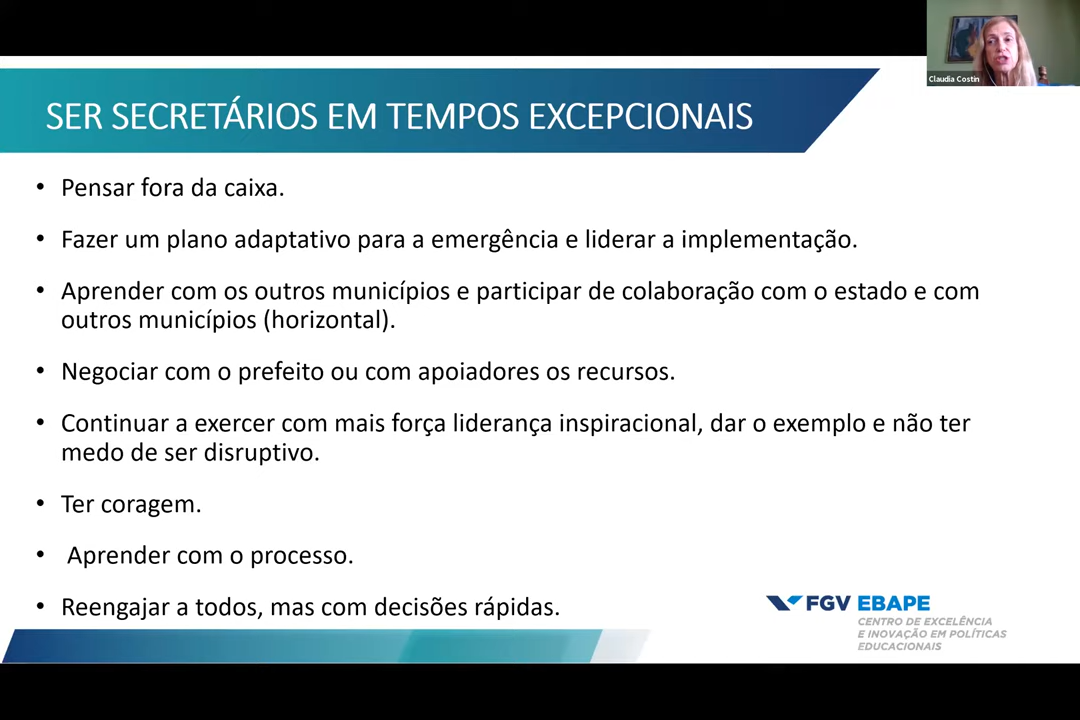 Claudia Costin
SER SECRETÁRIOS EM TEMPOS EXCEPCIONAIS
• Pensar fora da caixa.
• Fazer um plano adaptativo para a emergência e liderar a implementação.
• Aprender com os outros municípios e participar de colaboração com o estado e com
outros municípios (horizontal).
• Negociar com o prefeito ou com apoiadores os recursos.
• Continuar a exercer com mais força liderança inspiracional, dar o exemplo e não ter
medo de ser disruptivo.
• Ter coragem.
• Aprender com o processo.
• Reengajar a todos, mas com decisões rápidas.
FGV EBAPE
CENTRO DE EXCELÊNCIA
E INOVAÇÃO EM POLÍTICAS
EDUCACIONAIS